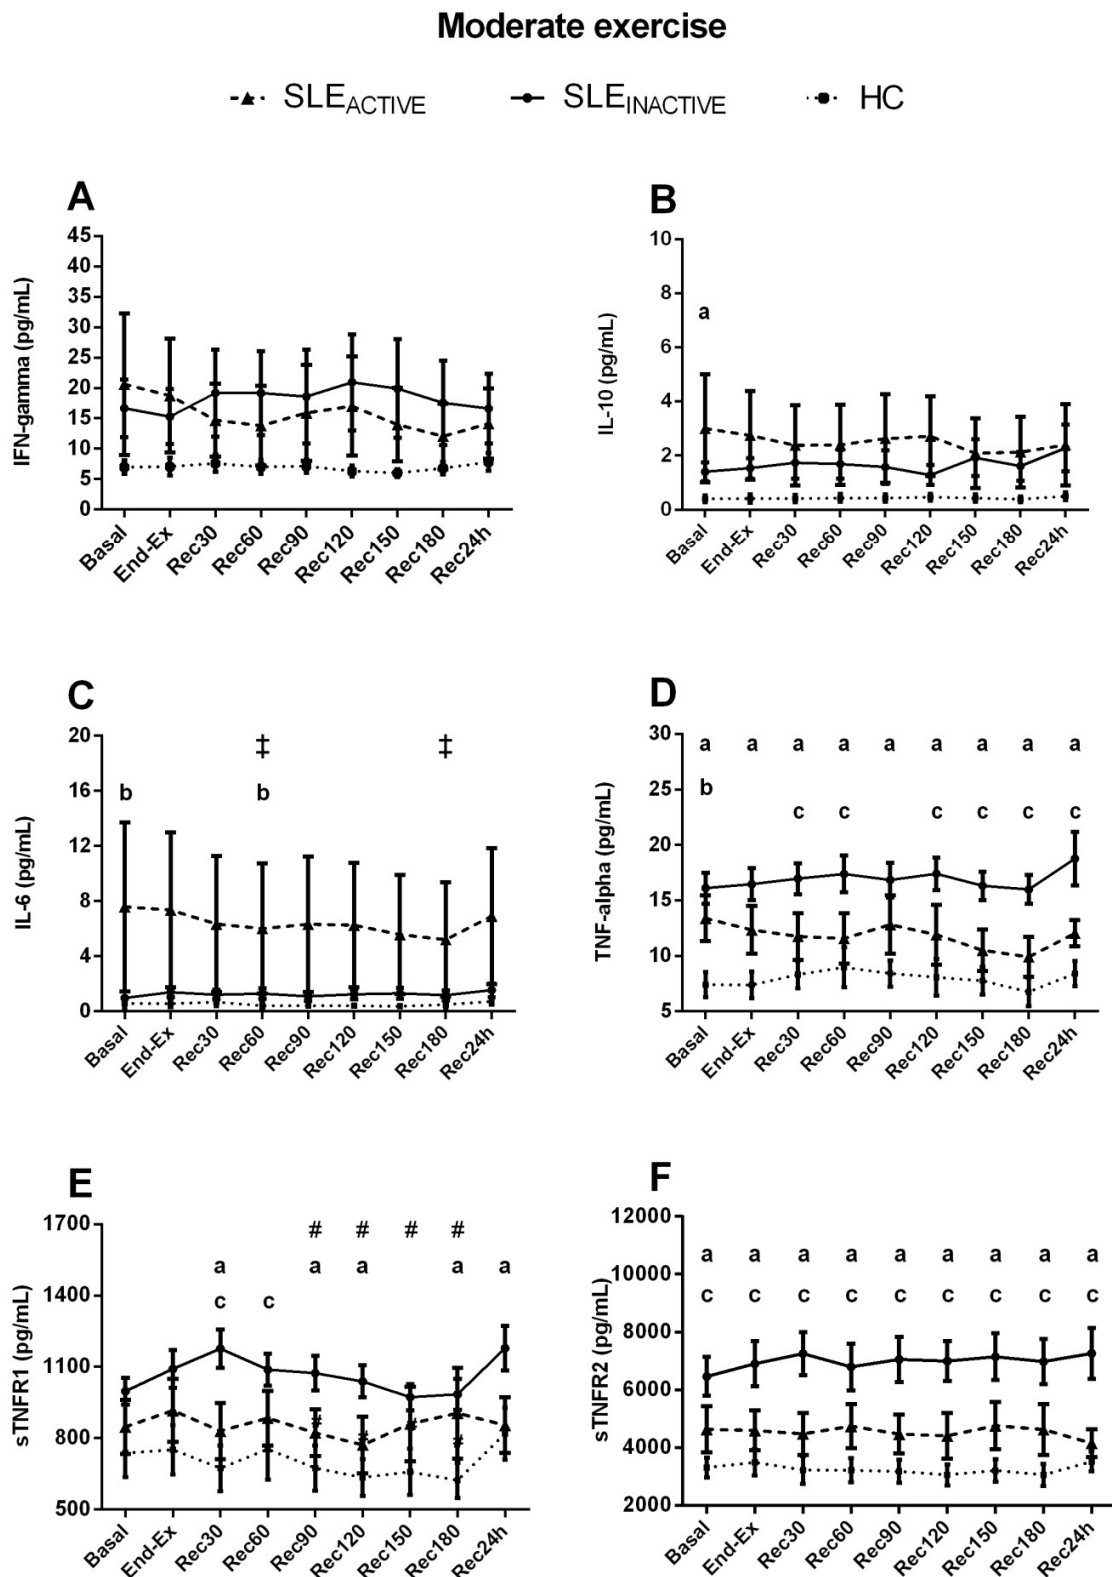 Moderate exercise
SLEACTIVE SLEINACTIVE HC
A
IFN-gamma (pg/mL)
45
40
35
30
25
20
15
10
5
0
Basal End-Ex Rec30 Rec60 Rec90 Rec120 Rec150 Rec180 Rec24h
B
IL-10 (pg/mL)
10
8
6
4
2
0
a
Basal End-Ex Rec30 Rec60 Rec90 Rec120 Rec150 Rec180 Rec24h
C
IL-6 (pg/mL)
20
16
12
8
4
0
‡ ‡
b b
Basal End-Ex Rec30 Rec60 Rec90 Rec120 Rec150 Rec180 Rec24h
D
TNF-alpha (pg/mL)
30
25
20
15
10
5
a a a a a a a a a
b
c c c c c c
Basal End-Ex Rec30 Rec60 Rec90 Rec120 Rec150 Rec180 Rec24h
E
sTNFR1 (pg/mL)
1700
1400
1100
800
500
# # # #
a a a a a
c c
# # # #
Basal End-Ex Rec30 Rec60 Rec90 Rec120 Rec150 Rec180 Rec24h
F
sTNFR2 (pg/mL)
12000
10000
8000
6000
4000
2000
a a a a a a a a a
c c c c c c c c c
Basal End-Ex Rec30 Rec60 Rec90 Rec120 Rec150 Rec180 Rec24h